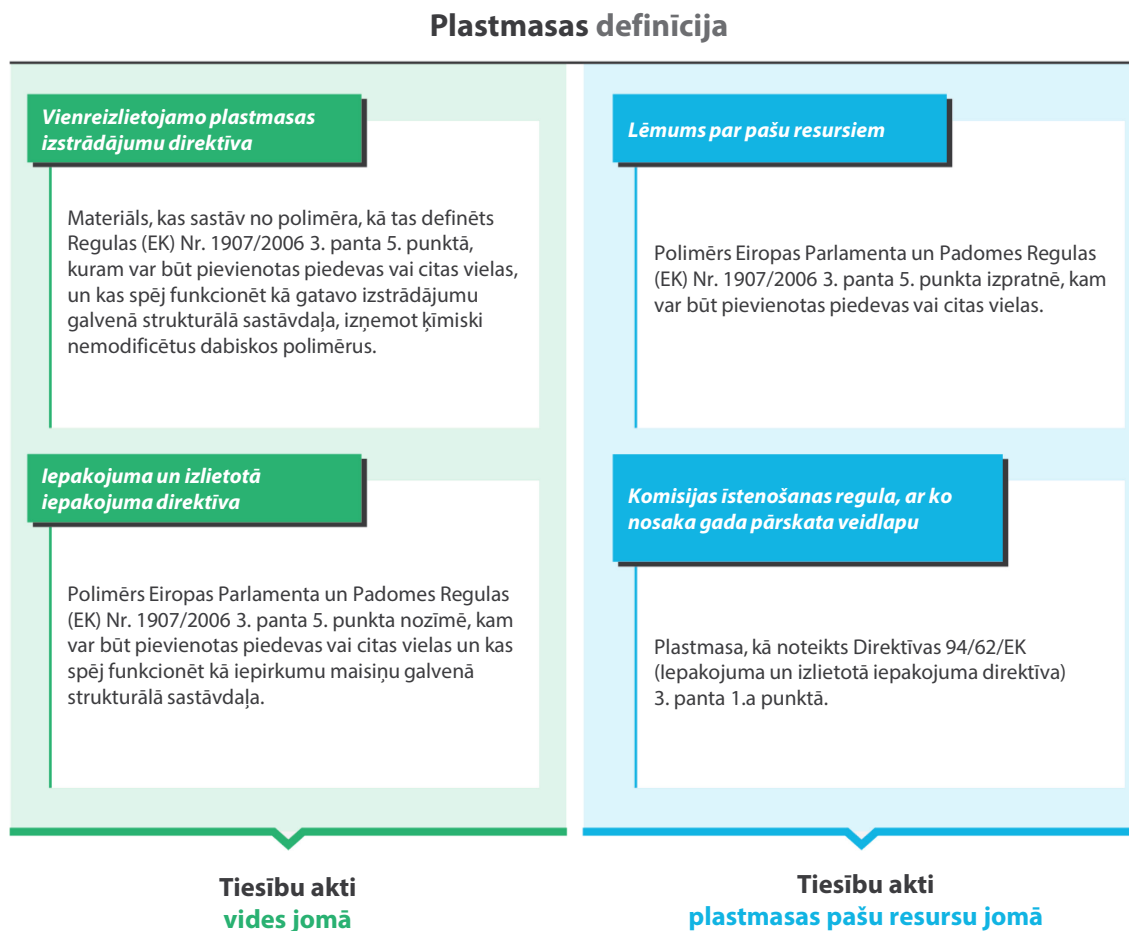 Plastmasas definīcija
Vienreizlietojamo plastmasas
izstrādājumu direktīva
Materiāls, kas sastāv no polimēra, kā tas definēts
Regulas (EK) Nr. 1907/2006 3. panta 5. punktā,
kuram var būt pievienotas piedevas vai citas vielas,
un kas spēj funkcionēt kā gatavo izstrādājumu
galvenā strukturālā sastāvdaļa, izņemot ķīmiski
nemodificētus dabiskos polimērus.
Iepakojuma un izlietotā
iepakojuma direktīva
Polimērs Eiropas Parlamenta un Padomes Regulas
(EK) Nr. 1907/2006 3. panta 5. punkta nozīmē, kam
var būt pievienotas piedevas vai citas vielas un kas
spēj funkcionēt kā iepirkumu maisiņu galvenā
strukturālā sastāvdaļa.
Tiesību akti
vides jomā
Lēmums par pašu resursiem
Polimērs Eiropas Parlamenta un Padomes Regulas
(EK) Nr. 1907/2006 3. panta 5. punkta izpratnē, kam
var būt pievienotas piedevas vai citas vielas.
Komisijas īstenošanas regula, ar ko
nosaka gada pārskata veidlapu
Plastmasa, kā noteikts Direktīvas 94/62/EK
(Iepakojuma un izlietotā iepakojuma direktīva)
3. panta 1.a punktā.
Tiesību akti
plastmasas pašu resursu jomā